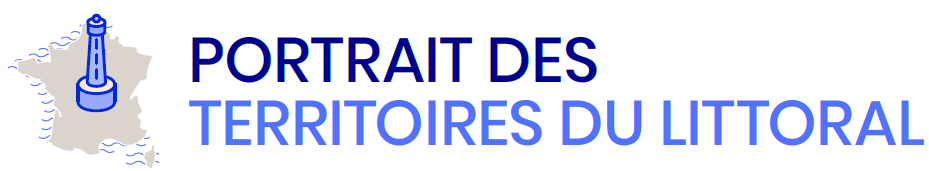 PORTRAIT DES
TERRITOIRES DU LITTORAL